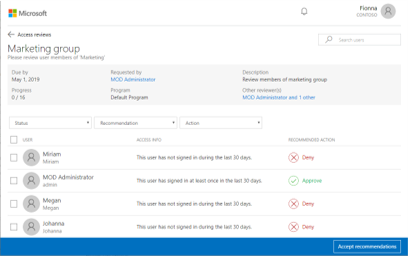 Microsoft
Fionna
CONTOSO
Access reviews
Marketing group
Please review user members of 'Marketing'
Search users
Due by
May 1, 2019
Requested by
MOD Administrator
Description
Review members of marketing group
Progress
0 / 16
Program
Default Program
Other reviewer(s)
MOD Administrator and 1 other
Status
Recommendation
Action
USER
ACCESS INFO
RECOMMENDED ACTION
Miriam
Miriam
This user has not signed in during the last 30 days.
Deny
MOD Administrator
admin
This user has signed in at least once in the last 30 days.
Approve
Megan
Megan
This user has not signed in during the last 30 days.
Deny
Johanna
Johanna
This user has not signed in during the last 30 days.
Deny
Accept recommendations